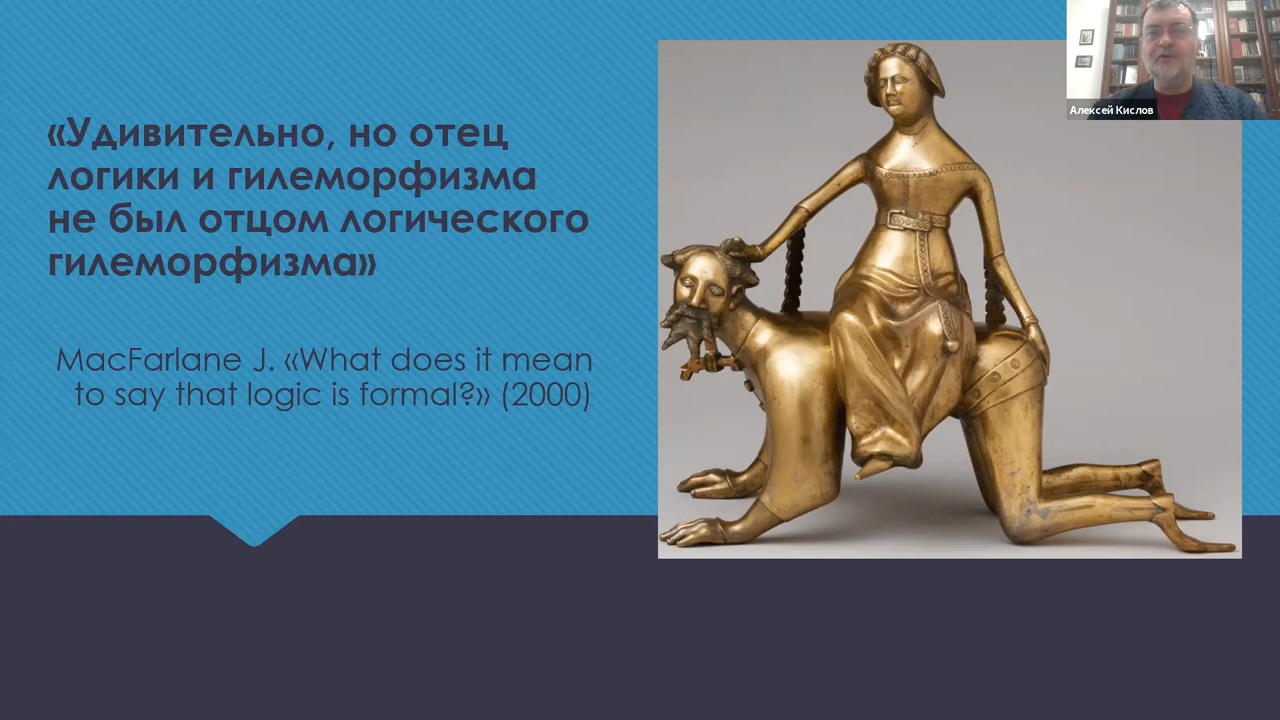 «Удивительно, но отец
логики и гилеморфизма
не был отцом логического
гилеморфизма»
MacFarlane J. «What does it mean
to say that logic is formal?» (2000)
Алексей Кислов